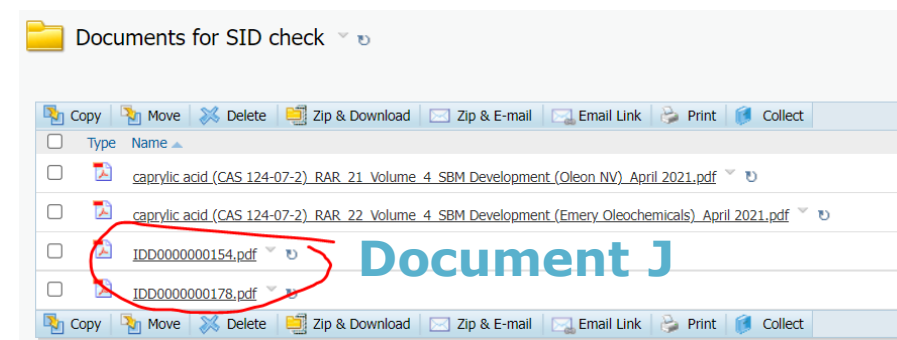 Documents for SID check
Copy Move Delete Zip & Download Zip & E-mail Email Link Print Collect
Type Name
caprylic acid (CAS 124-07-2)_RAR_21_Volume_4_SBM Development (Oleon NV)_April 2021.pdf
caprylic acid (CAS 124-07-2)_RAR_22_Volume_4_SBM Development (Emery Oleochemicals)_April 2021.pdf
IDD0000000154.pdf
Document J
IDD0000000178.pdf
Copy Move Delete Zip & Download Zip & E-mail Email Link Print Collect